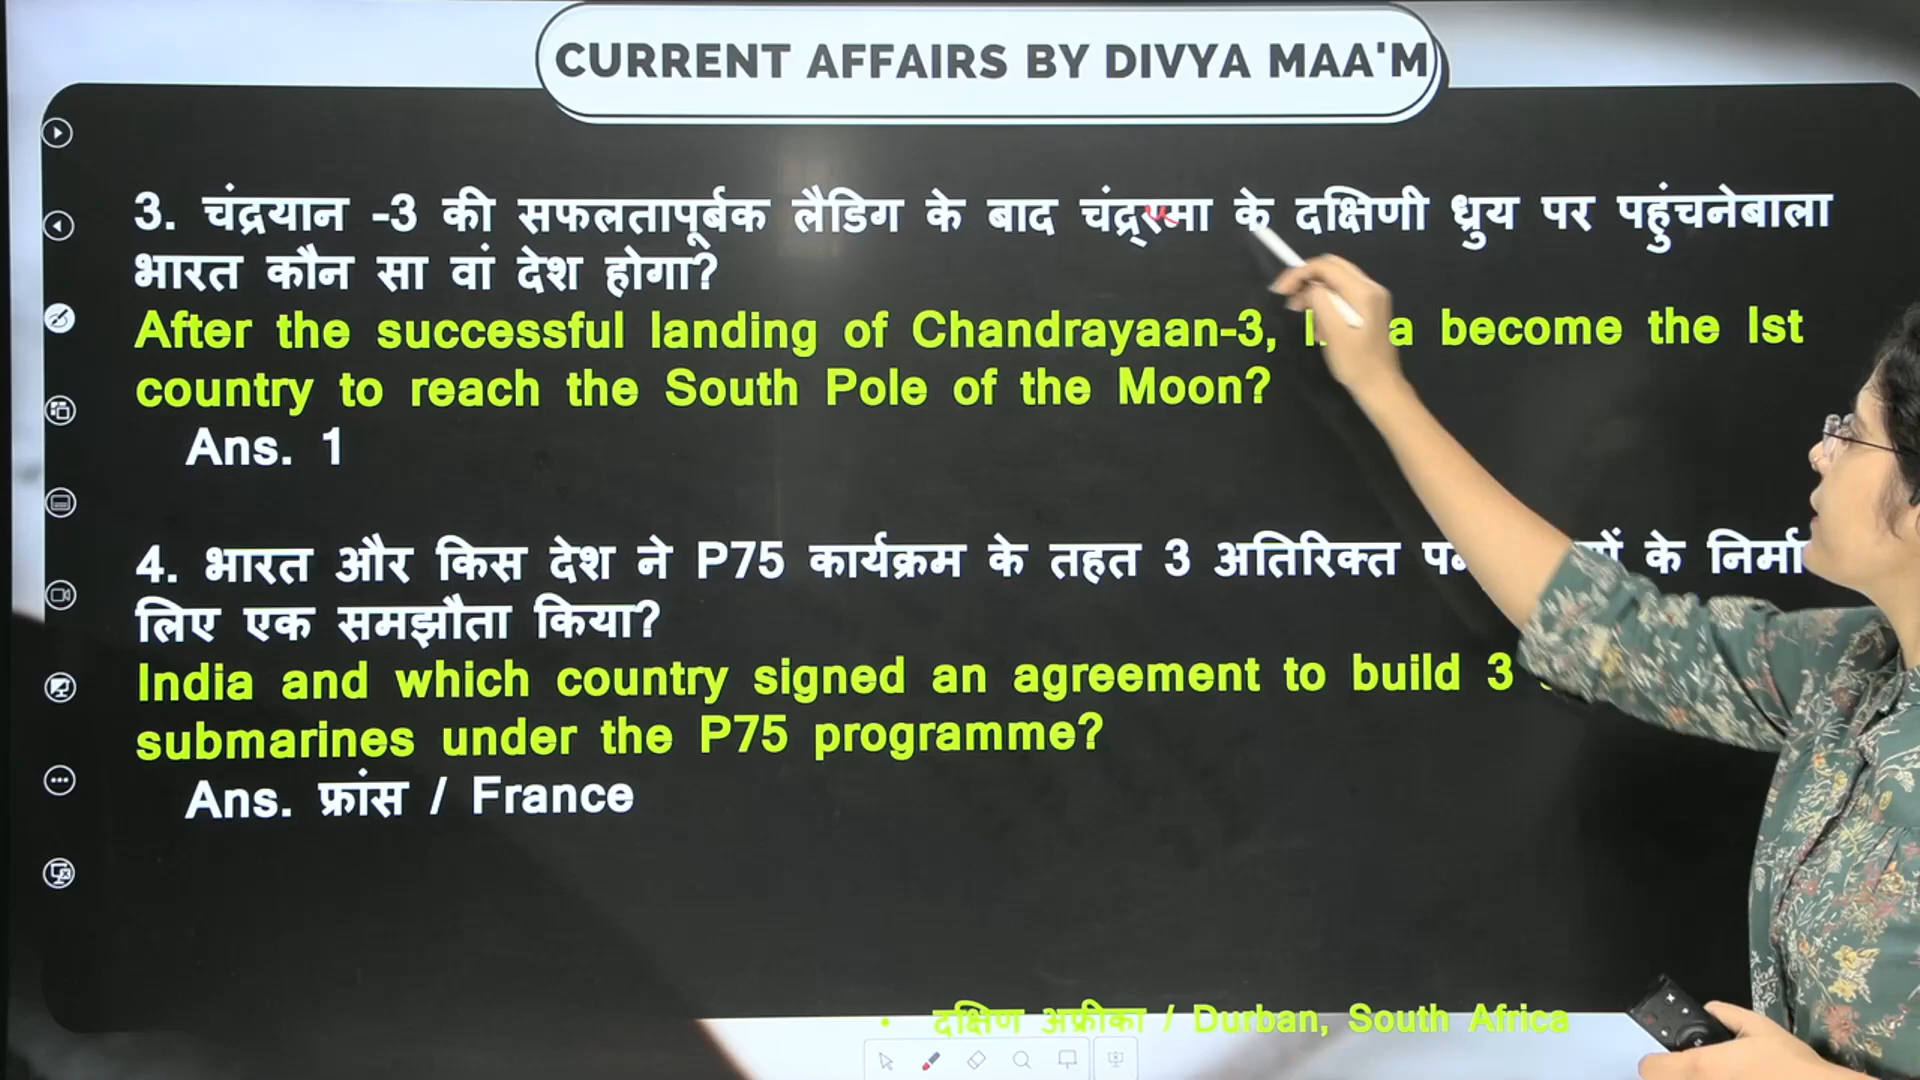 CURRENT AFFAIRS BY DIVYA MAA'M
3. चंद्रयान -3 की सफलतापूर्बक लैडिग के बाद के दक्षिणी ध्रुय पर पहुंचनेबाला
भारत कौन सा वां देश होगा?
After the successful landing of Chandrayaan-3, become the Ist
country to reach the South Pole of the Moon?
Ans. 1
4. भारत और किस देश ने P75 कार्यक्रम के तहत 3 अतिरिक्त के
लिए एक समझौता किया?
India and which country signed an agreement to build 3
submarines under the P75 programme?
Ans. फ्रांस / France
• दक्षिण अफ्रीका / Durban, South Africa